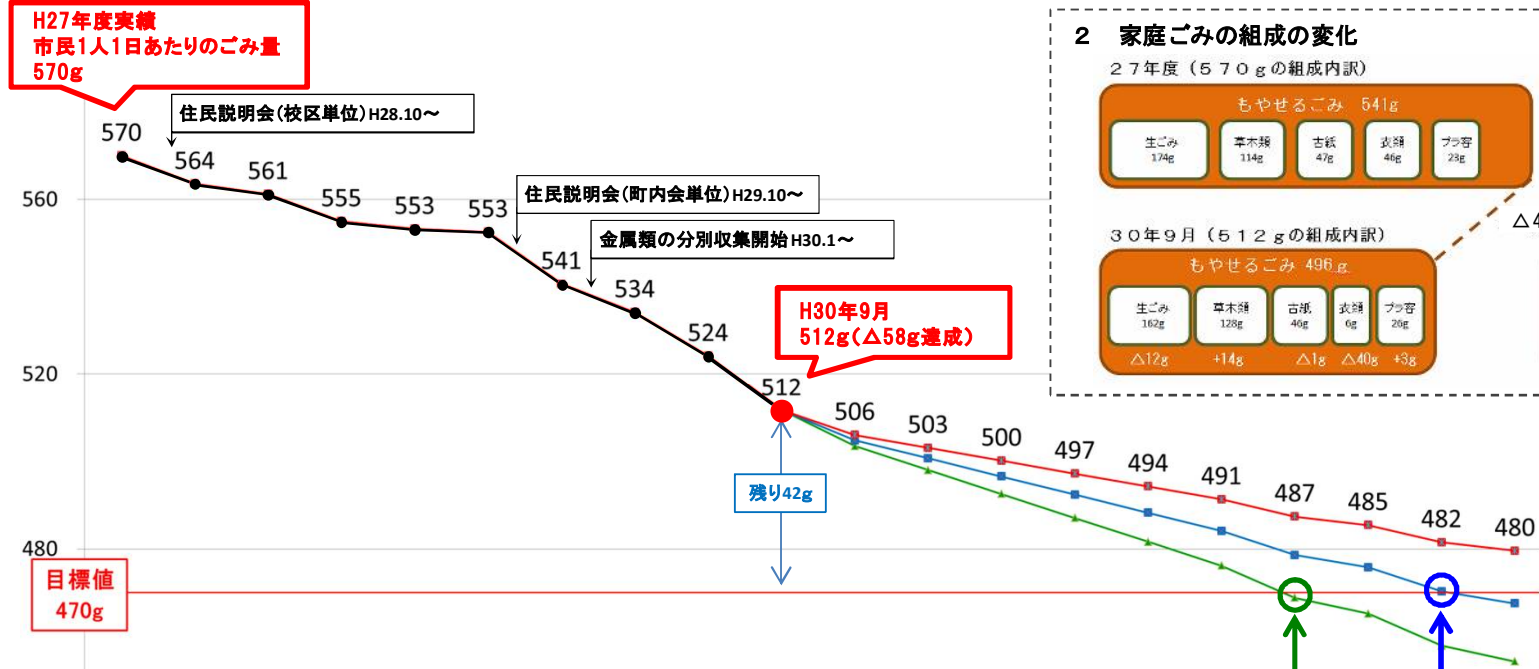 H27年度実績
市民1人1日あたりのごみ量
570g
住民説明会(校区単位)H28.10～
570
564
561
555
553
553
住民説明会(町内会単位)H29.10～
金属類の分別収集開始H30.1～
541
534
524
H30年9月
512g(△58g達成)
512
506
503
500
497
494
491
487
485
482
480
残り42g
560
520
480
目標値
470g
2　家庭ごみの組成の変化
27年度（570gの組成内訳）
もやせるごみ　541g
生ごみ
174g
草木類
114g
古紙
47g
衣類
46g
プラ容
23g
△4
30年9月（512gの組成内訳）
もやせるごみ 496g
生ごみ
162g
草木類
128g
古紙
46g
衣類
6g
プラ容
26g
△12g
+14g
△1g
△40g
+3g